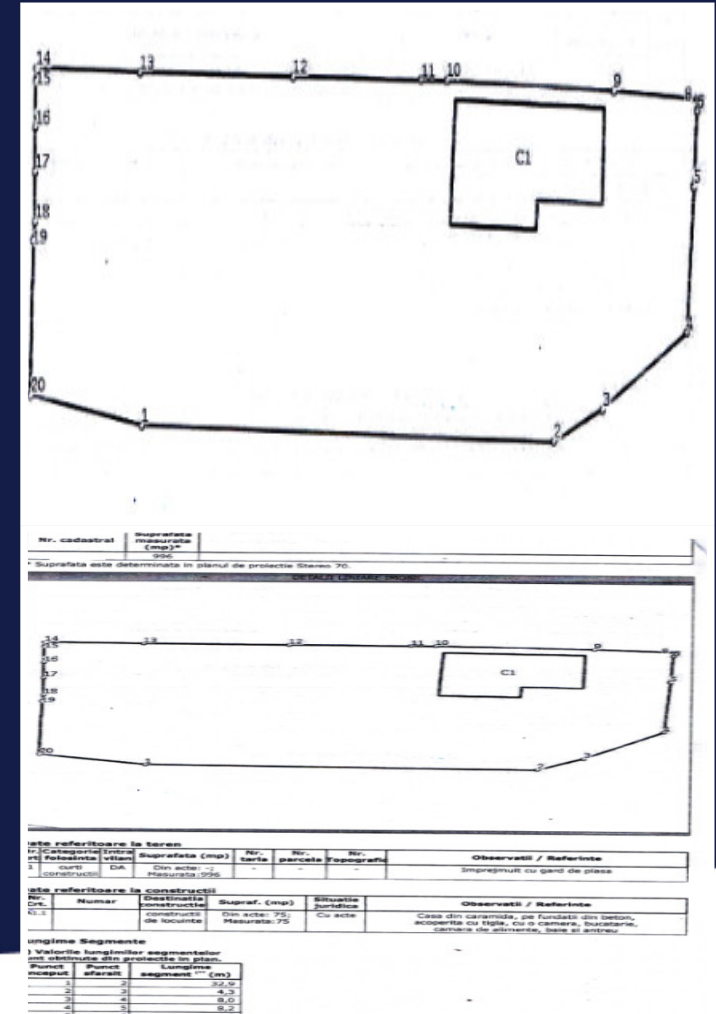 14 13 12 11 10 9 8
15
16 C1
17 5
18
19
20 3
1 2
Nr. cadastral Suprafata masurata (mp)*
996
* Suprafata este determinata in planul de proiectie Stereo 70.
DETALII LINIARE IMOBIL
14 13 12 11 10 9
15
16 C1
17 5
18
19
20 1 2 3
Date referitoare la teren
Categorie folosinta Intra vilan Suprafata (mp) Nr. tarla Nr. parcela Nr. Topografic Observatii / Referinte
1 curti constructii DA Din acte: -; Masurata:996 - - - Imprejmuit cu gard de plasa
Date referitoare la constructii
Nr. Crt. Numar Destinatia constructie Supraf. (mp) Situatie juridica Observatii / Referinte
constructii de locuinte Din acte: 75; Masurata:75 Cu acte Casa din caramida, pe fundatii din beton, acoperita cu tigla, cu o camera, bucatarie, camera de alimente, baie si antreu
Lungime Segmente
) Valorile lungimilor segmentelor
sunt obtinute din proiectie in plan.
Punct inceput Punct sfarsit Lungime segment (m)
1 2 32,9
2 3 4,3
3 4 8,0
4 5 8,2